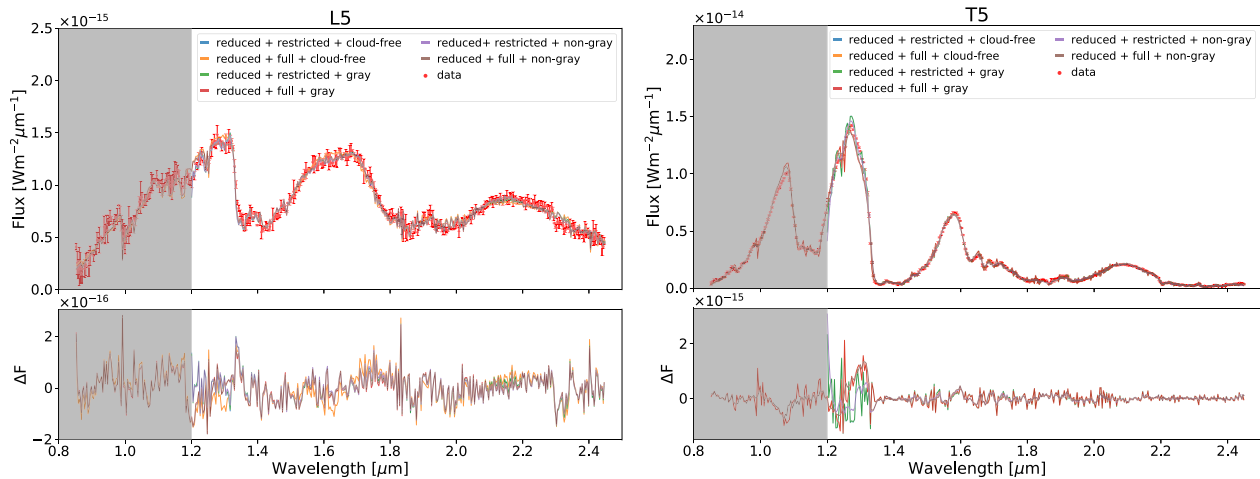 L5
×10⁻¹⁵
2.5
2.0
1.5
1.0
0.5
0.0
Flux [Wm⁻²μm⁻¹]
reduced + restricted + cloud-free
reduced + full + cloud-free
reduced + restricted + gray
reduced + full + gray
reduced+ restricted + non-gray
reduced + full + non-gray
data
×10⁻¹⁶
2
0
−2
ΔF
0.8 1.0 1.2 1.4 1.6 1.8 2.0 2.2 2.4
Wavelength [μm]
T5
×10⁻¹⁴
2.0
1.5
1.0
0.5
0.0
Flux [Wm⁻²μm⁻¹]
reduced + restricted + cloud-free
reduced + full + cloud-free
reduced + restricted + gray
reduced + full + gray
reduced + restricted + non-gray
reduced + full + non-gray
data
×10⁻¹⁵
2
0
ΔF
0.8 1.0 1.2 1.4 1.6 1.8 2.0 2.2 2.4
Wavelength [μm]